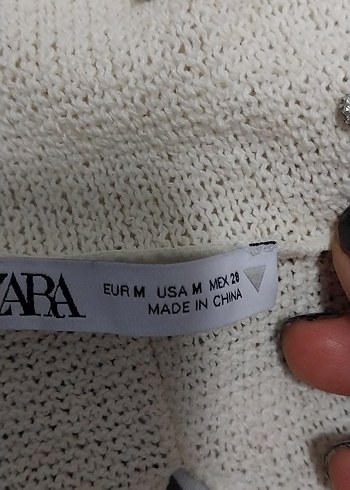 ZARA
EUR M USA M MEX 28
MADE IN CHINA